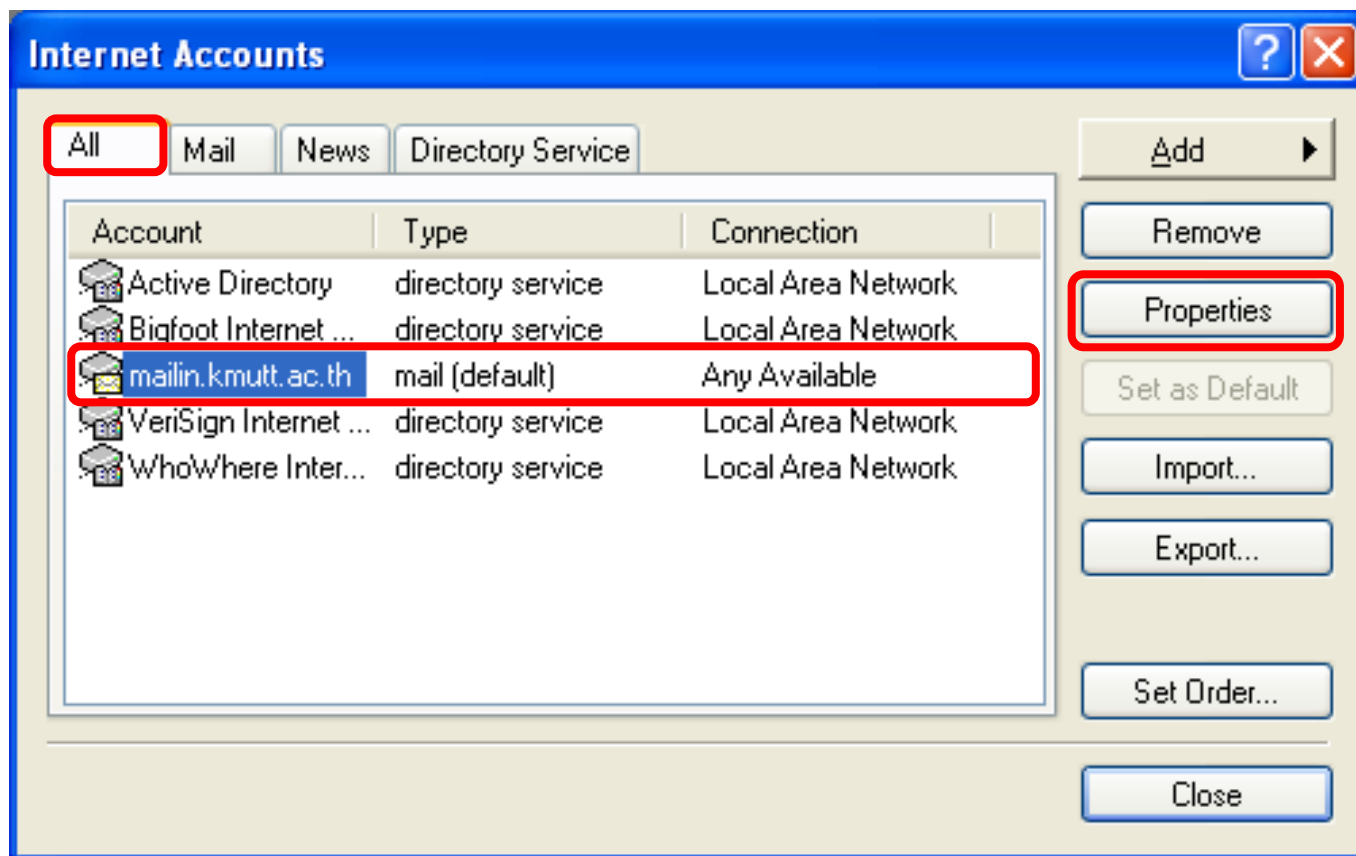 Internet Accounts
All Mail News Directory Service
Add
Account Type Connection
Remove
Active Directory directory service Local Area Network
Properties
Bigfoot Internet ... directory service Local Area Network
mailin.kmutt.ac.th mail (default) Any Available
Set as Default
VeriSign Internet ... directory service Local Area Network
WhoWhere Inter... directory service Local Area Network
Import...
Export...
Set Order...
Close